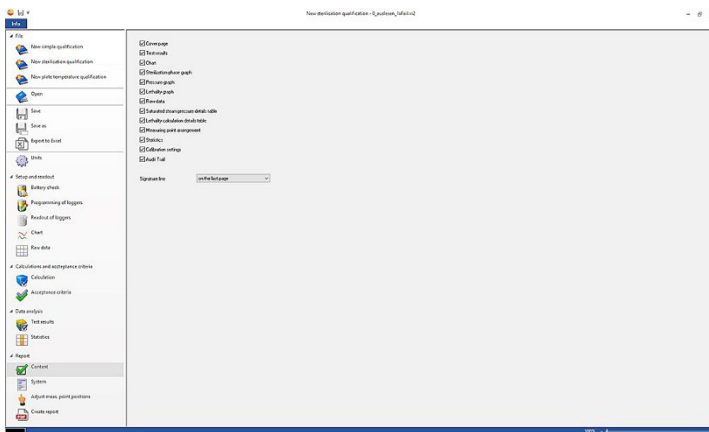 New sterilisation qualification - 0_auslesen_fallwlni2
Info
File
New simple qualification
New sterilisation qualification
New plate temperature qualification
Open
Save
Save as
Export to Excel
Units
Setup and readout
Battery check
Programming of loggers
Readout of loggers
Chart
Raw data
Calculations and acctreptance criteria
Calculation
Acceptance criteria
Data analysis
Test results
Statistics
Report
Context
System
Adjust meas. point positions
Create report
Cover page
Test results
Chart
Sterilization phase graph
Pressure graph
Lethality graph
Raw data
Saturated steam pressure details table
Lethality calculation details table
Measuring point arrangement
Statistics
Calibration settings
Audit Trail
Signature line
on the last page
100%